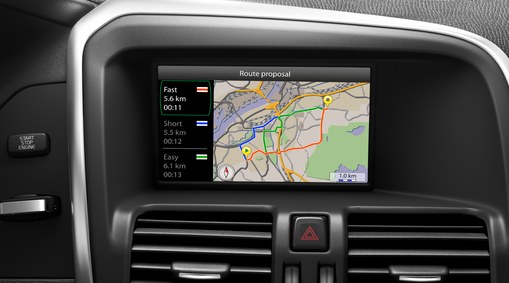 Route proposal
Fast
5.6 km
00:11
Short
5.5 km
00:12
Easy
6.1 km
00:13
1.0 km
START
STOP
ENGINE